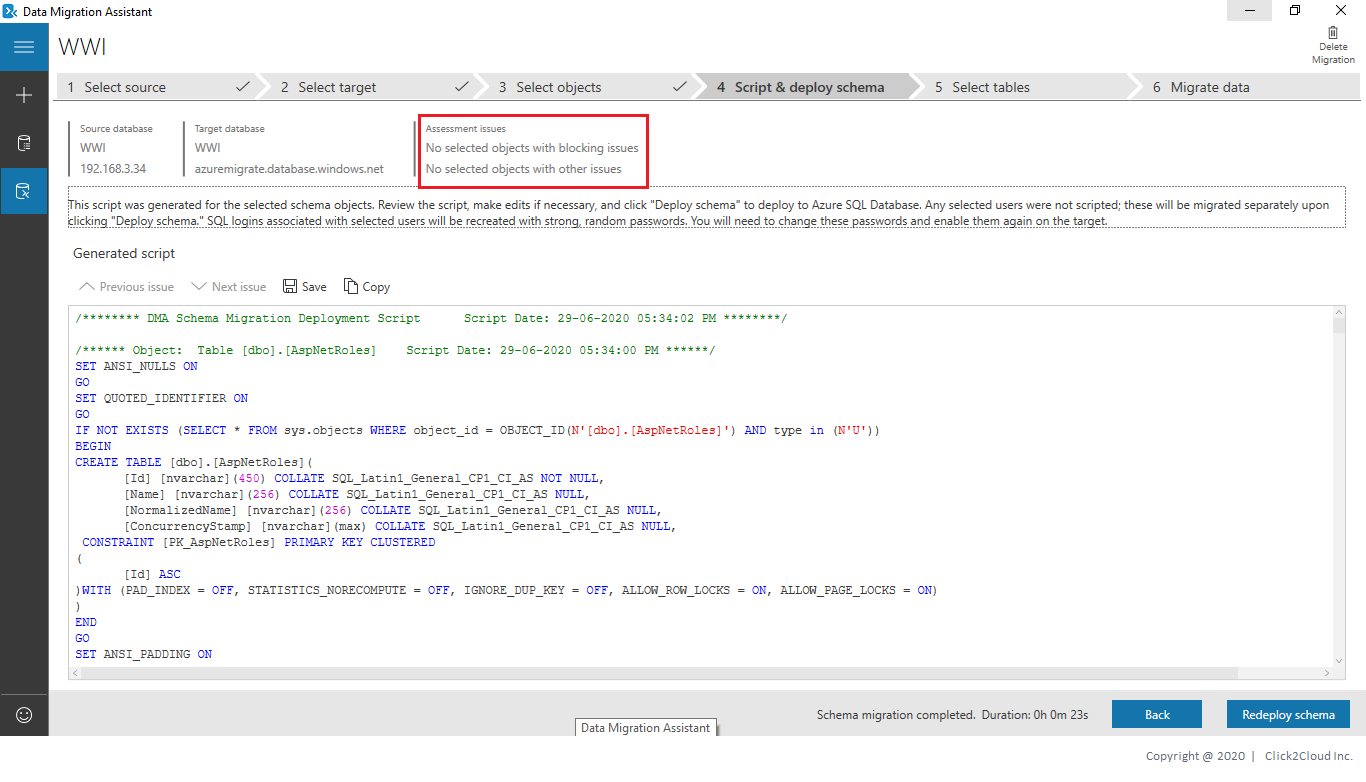 Data Migration Assistant
WWI
Delete
Migration
1 Select source
2 Select target
3 Select objects
4 Script & deploy schema
5 Select tables
6 Migrate data
Source database
WWI
192.168.3.34
Target database
WWI
azuremigrate.database.windows.net
Assessment issues
No selected objects with blocking issues
No selected objects with other issues
This script was generated for the selected schema objects. Review the script, make edits if necessary, and click "Deploy schema" to deploy to Azure SQL Database. Any selected users were not scripted; these will be migrated separately upon
clicking "Deploy schema." SQL logins associated with selected users will be recreated with strong, random passwords. You will need to change these passwords and enable them again on the target.
Generated script
Previous issue Next issue Save Copy
/******** DMA Schema Migration Deployment Script      Script Date: 29-06-2020 05:34:02 PM ********/
/****** Object:  Table [dbo].[AspNetRoles]    Script Date: 29-06-2020 05:34:00 PM ******/
SET ANSI_NULLS ON
GO
SET QUOTED_IDENTIFIER ON
GO
IF NOT EXISTS (SELECT * FROM sys.objects WHERE object_id = OBJECT_ID(N'[dbo].[AspNetRoles]') AND type in (N'U'))
BEGIN
CREATE TABLE [dbo].[AspNetRoles](
[Id] [nvarchar](450) COLLATE SQL_Latin1_General_CP1_CI_AS NOT NULL,
[Name] [nvarchar](256) COLLATE SQL_Latin1_General_CP1_CI_AS NULL,
[NormalizedName] [nvarchar](256) COLLATE SQL_Latin1_General_CP1_CI_AS NULL,
[ConcurrencyStamp] [nvarchar](max) COLLATE SQL_Latin1_General_CP1_CI_AS NULL,
CONSTRAINT [PK_AspNetRoles] PRIMARY KEY CLUSTERED
(
[Id] ASC
)WITH (PAD_INDEX = OFF, STATISTICS_NORECOMPUTE = OFF, IGNORE_DUP_KEY = OFF, ALLOW_ROW_LOCKS = ON, ALLOW_PAGE_LOCKS = ON)
)
END
GO
SET ANSI_PADDING ON
Schema migration completed. Duration: 0h 0m 23s
Back
Redeploy schema
Data Migration Assistant
Copyright @ 2020 | Click2Cloud Inc.